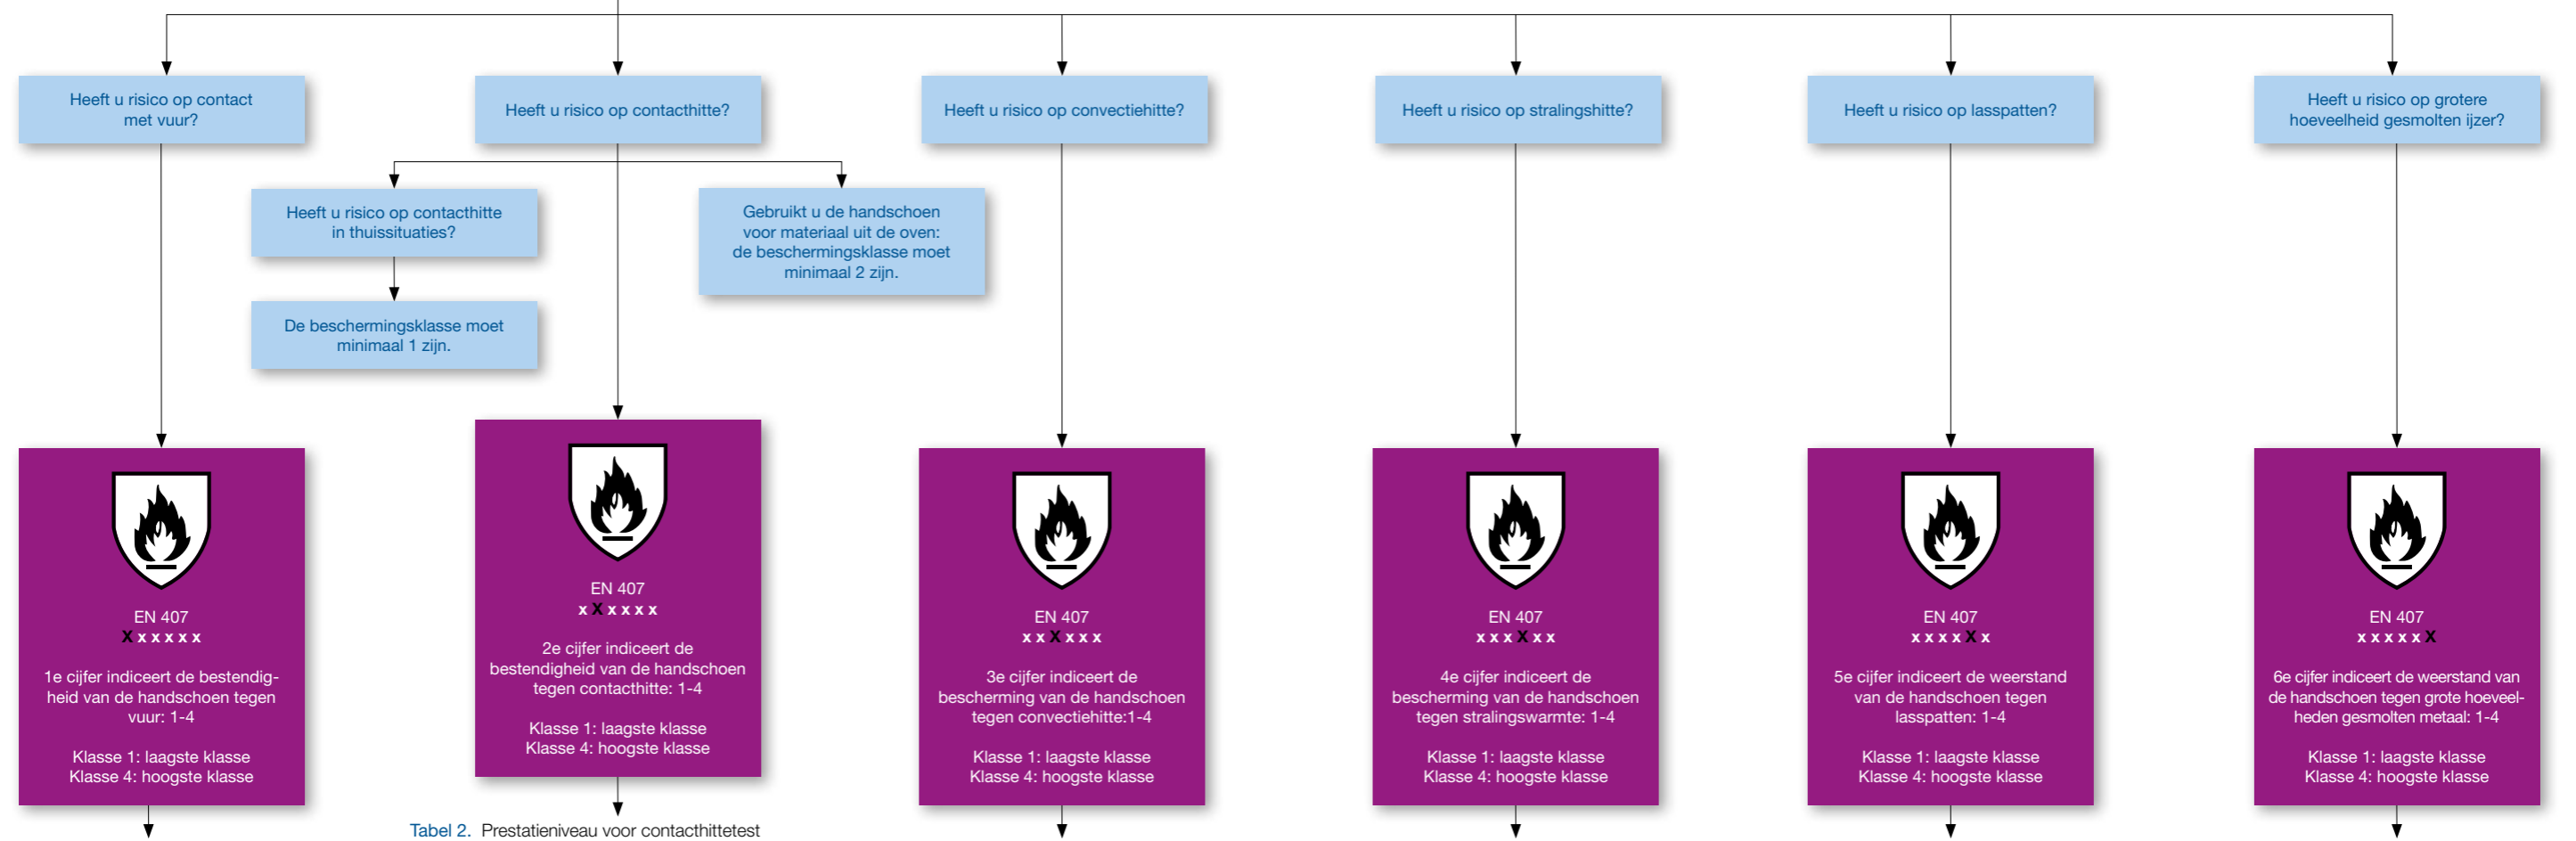 Heeft u risico op contact
met vuur?
Heeft u risico op contacthitte?
Heeft u risico op convectiehitte?
Heeft u risico op stralingshitte?
Heeft u risico op lasspatten?
Heeft u risico op grotere
hoeveelheid gesmolten ijzer?
Heeft u risico op contacthitte
in thuissituaties?
De beschermingsklasse moet
minimaal 1 zijn.
Gebruikt u de handschoen
voor materiaal uit de oven:
de beschermingsklasse moet
minimaal 2 zijn.
EN 407
X x x x x x
1e cijfer indiceert de bestendig-
heid van de handschoen tegen
vuur: 1-4
Klasse 1: laagste klasse
Klasse 4: hoogste klasse
EN 407
x X x x x x
2e cijfer indiceert de
bestendigheid van de handschoen
tegen contacthitte: 1-4
Klasse 1: laagste klasse
Klasse 4: hoogste klasse
Tabel 2. Prestatieniveau voor contacthittetest
EN 407
x x X x x x
3e cijfer indiceert de
bescherming van de handschoen
tegen convectiehitte:1-4
Klasse 1: laagste klasse
Klasse 4: hoogste klasse
EN 407
x x x X x x
4e cijfer indiceert de
bescherming van de handschoen
tegen stralingswarmte: 1-4
Klasse 1: laagste klasse
Klasse 4: hoogste klasse
EN 407
x x x x X x
5e cijfer indiceert de weerstand
van de handschoen tegen
lasspatten: 1-4
Klasse 1: laagste klasse
Klasse 4: hoogste klasse
EN 407
x x x x x X
6e cijfer indiceert de weerstand van
de handschoen tegen grote hoeveel-
heden gesmolten metaal: 1-4
Klasse 1: laagste klasse
Klasse 4: hoogste klasse